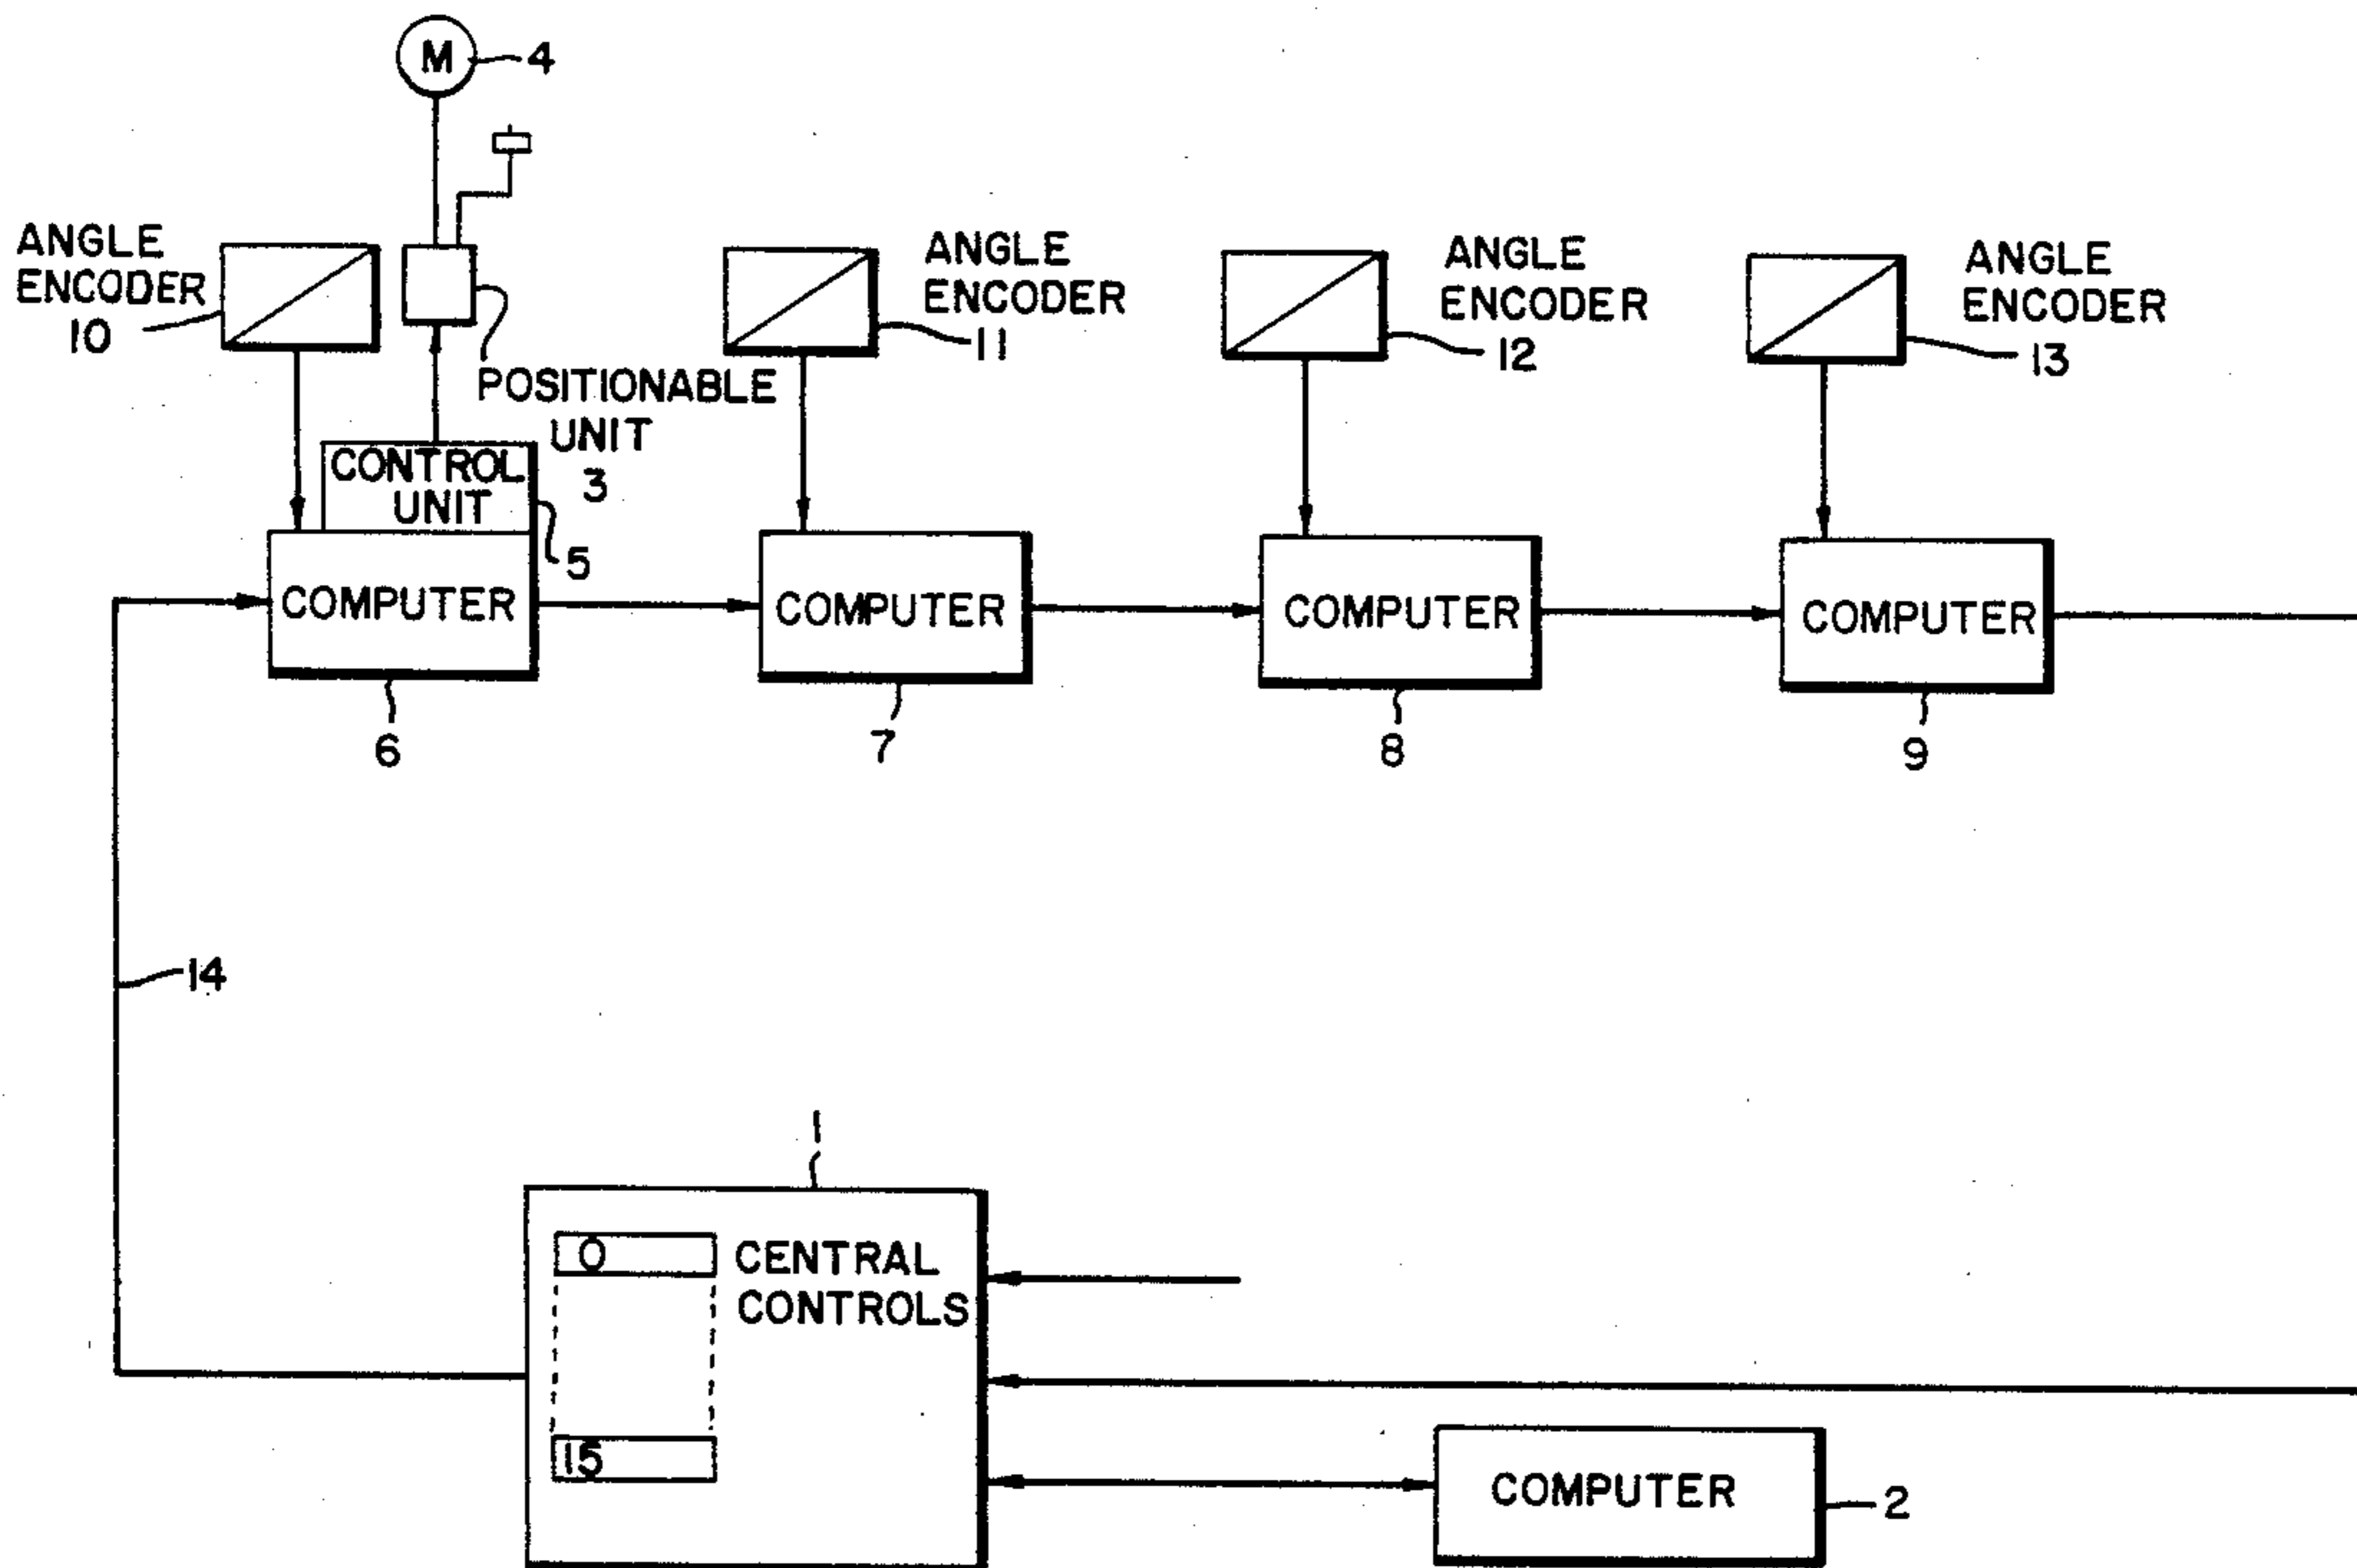 M
4
ANGLE
ENCODER
10
ANGLE
ENCODER
11
ANGLE
ENCODER
12
ANGLE
ENCODER
13
POSITIONABLE
UNIT
3
CONTROL
UNIT
5
COMPUTER
COMPUTER
COMPUTER
COMPUTER
6
7
8
9
14
1
0
CENTRAL
CONTROLS
15
COMPUTER
2